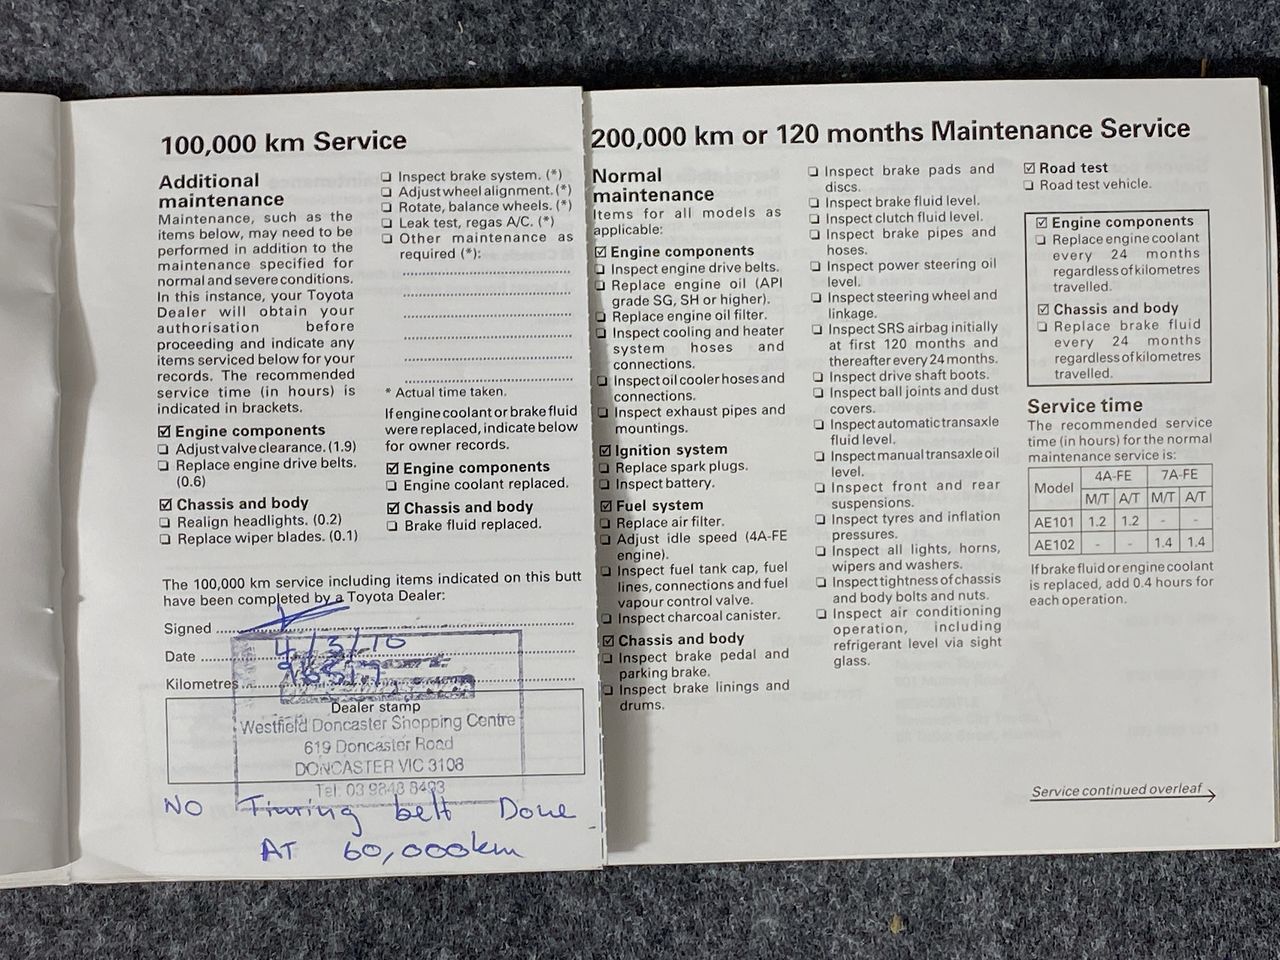 100,000 km Service
Additional
maintenance
Maintenance, such as the
items below, may need to be
performed in addition to the
maintenance specified for
normal and severe conditions.
In this instance, your Toyota
Dealer will obtain your
authorisation before
proceeding and indicate any
items serviced below for your
records. The recommended
service time (in hours) is
indicated in brackets.
☑ Engine components
❏ Adjust valve clearance. (1.9)
❏ Replace engine drive belts.
(0.6)
☑ Chassis and body
❏ Realign headlights. (0.2)
❏ Replace wiper blades. (0.1)
❏ Inspect brake system. (*)
❏ Adjust wheel alignment. (*)
❏ Rotate, balance wheels. (*)
❏ Leak test, regas A/C. (*)
❏ Other maintenance as
required (*):
* Actual time taken.
If engine coolant or brake fluid
were replaced, indicate below
for owner records.
☑ Engine components
❏ Engine coolant replaced.
☑ Chassis and body
❏ Brake fluid replaced.
The 100,000 km service including items indicated on this butt
have been completed by a Toyota Dealer:
Signed
Date 4/3/10
Kilometres 96517
Dealer stamp
Westfield Doncaster Shopping Centre
619 Doncaster Road
DONCASTER VIC 3108
Tel: 03 9848 8493
NO Timing belt Done
AT 60,000km
200,000 km or 120 months Maintenance Service
Normal
maintenance
Items for all models as
applicable:
☑ Engine components
❏ Inspect engine drive belts.
❏ Replace engine oil (API
grade SG, SH or higher).
❏ Replace engine oil filter.
❏ Inspect cooling and heater
system hoses and
connections.
❏ Inspect oil cooler hoses and
connections.
❏ Inspect exhaust pipes and
mountings.
☑ Ignition system
❏ Replace spark plugs.
❏ Inspect battery.
☑ Fuel system
❏ Replace air filter.
❏ Adjust idle speed (4A-FE
engine).
❏ Inspect fuel tank cap, fuel
lines, connections and fuel
vapour control valve.
❏ Inspect charcoal canister.
☑ Chassis and body
❏ Inspect brake pedal and
parking brake.
❏ Inspect brake linings and
drums.
❏ Inspect brake pads and
discs.
❏ Inspect brake fluid level.
❏ Inspect clutch fluid level.
❏ Inspect brake pipes and
hoses.
❏ Inspect power steering oil
level.
❏ Inspect steering wheel and
linkage.
❏ Inspect SRS airbag initially
at first 120 months and
thereafter every 24 months.
❏ Inspect drive shaft boots.
❏ Inspect ball joints and dust
covers.
❏ Inspect automatic transaxle
fluid level.
❏ Inspect manual transaxle oil
level.
❏ Inspect front and rear
suspensions.
❏ Inspect tyres and inflation
pressures.
❏ Inspect all lights, horns,
wipers and washers.
❏ Inspect tightness of chassis
and body bolts and nuts.
❏ Inspect air conditioning
operation, including
refrigerant level via sight
glass.
☑ Road test
❏ Road test vehicle.
☑ Engine components
❏ Replace engine coolant
every 24 months
regardless of kilometres
travelled.
☑ Chassis and body
❏ Replace brake fluid
every 24 months
regardless of kilometres
travelled.
Service time
The recommended service
time (in hours) for the normal
maintenance service is:
Model 4A-FE 7A-FE
M/T A/T M/T A/T
AE101 1.2 1.2 - -
AE102 - - 1.4 1.4
If brake fluid or engine coolant
is replaced, add 0.4 hours for
each operation.
Service continued overleaf